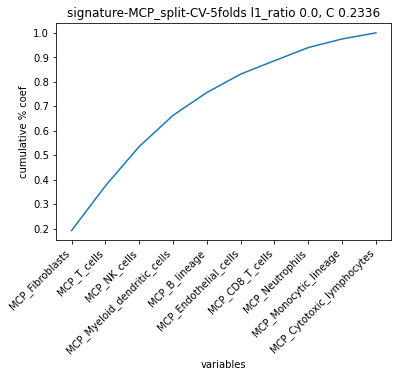 signature-MCP_split-CV-5folds l1_ratio 0.0, C 0.2336
1.0
0.9
0.8
0.7
0.6
0.5
0.4
0.3
0.2
cumulative % coef
MCP_Fibroblasts
MCP_T_cells
MCP_NK_cells
MCP_Myeloid_dendritic_cells
MCP_B_lineage
MCP_Endothelial_cells
MCP_CD8_T_cells
MCP_Neutrophils
MCP_Monocytic_lineage
MCP_Cytotoxic_lymphocytes
variables